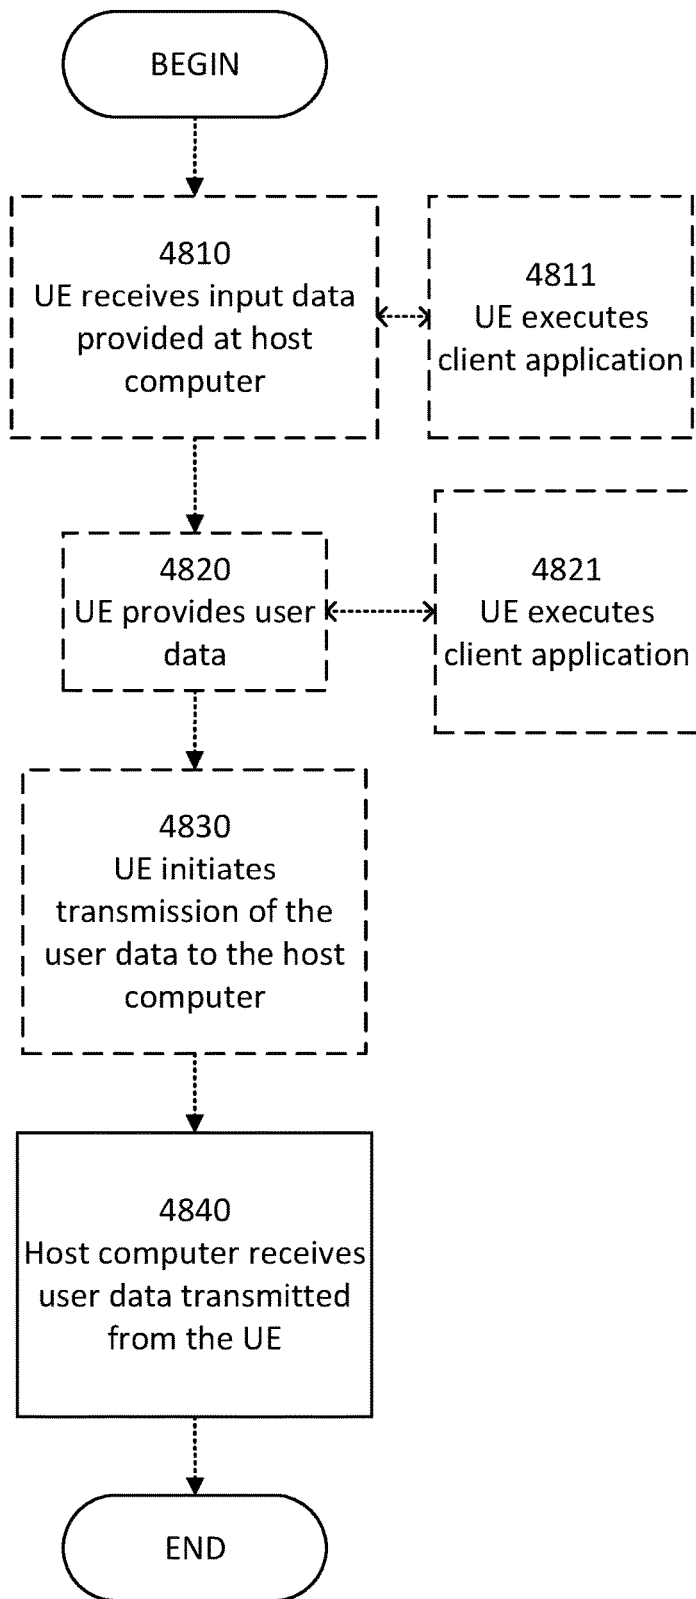 BEGIN
4810
UE receives input data
provided at host
computer
4811
UE executes
client application
4820
UE provides user
data
4821
UE executes
client application
4830
UE initiates
transmission of the
user data to the host
computer
4840
Host computer receives
user data transmitted
from the UE
END